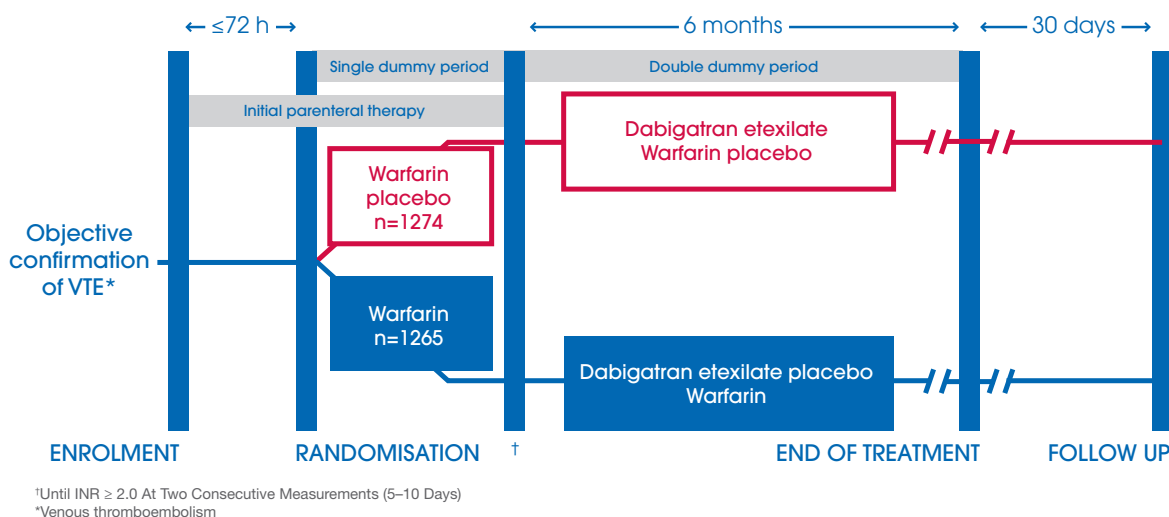 ≤72 h
6 months
30 days
Single dummy period
Double dummy period
Initial parenteral therapy
Dabigatran etexilate
Warfarin placebo
Warfarin
placebo
n=1274
Objective
confirmation
of VTE*
Warfarin
n=1265
Dabigatran etexilate placebo
Warfarin
ENROLMENT
RANDOMISATION
†
END OF TREATMENT
FOLLOW UP
†Until INR ≥ 2.0 At Two Consecutive Measurements (5–10 Days)
*Venous thromboembolism